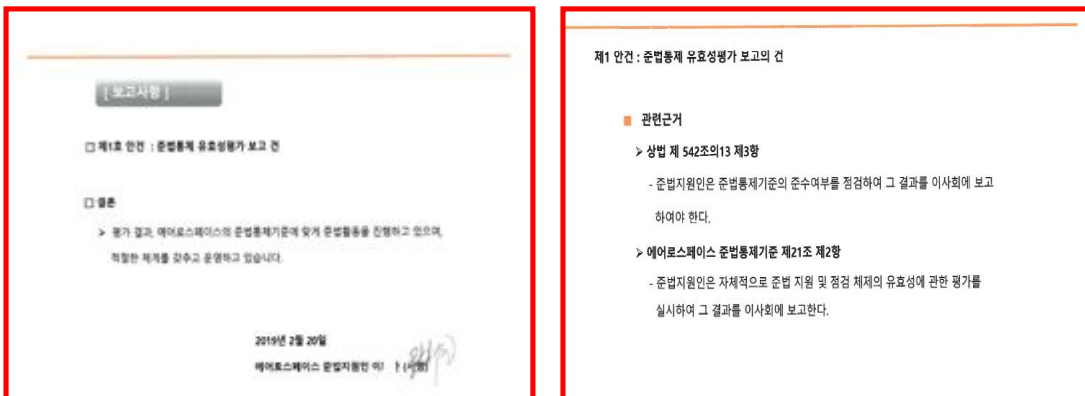 [ 보고사항 ]
□ 제1호 안건 : 준법통제 유효성평가 보고 건
□ 결론
➢ 평가 결과, 에어로스페이스의 준법통제기준에 맞게 준법활동을 진행하고 있으며,
적절한 체계를 갖추고 운영하고 있습니다.
2019년 2월 20일
에어로스페이스 준법지원인 이
제1 안건 : 준법통제 유효성평가 보고의 건
■ 관련근거
➢ 상법 제 542조의13 제3항
- 준법지원인은 준법통제기준의 준수여부를 점검하여 그 결과를 이사회에 보고
하여야 한다.
➢ 에어로스페이스 준법통제기준 제21조 제2항
- 준법지원인은 자체적으로 준법 지원 및 점검 체제의 유효성에 관한 평가를
실시하여 그 결과를 이사회에 보고한다.